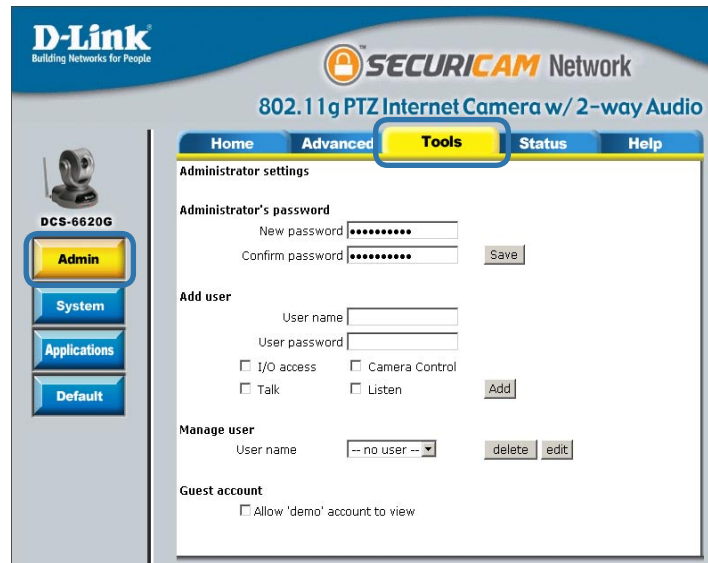 D-Link®
Building Networks for People
SECURICAM™ Network
802.11g PTZ Internet Camera w/ 2-way Audio
Home Advanced Tools Status Help
DCS-6620G
Admin
System
Applications
Default
Administrator settings
Administrator's password
New password ••••••••••
Confirm password •••••••••• Save
Add user
User name
User password
I/O access Camera Control
Talk Listen Add
Manage user
User name -- no user -- delete edit
Guest account
Allow 'demo' account to view